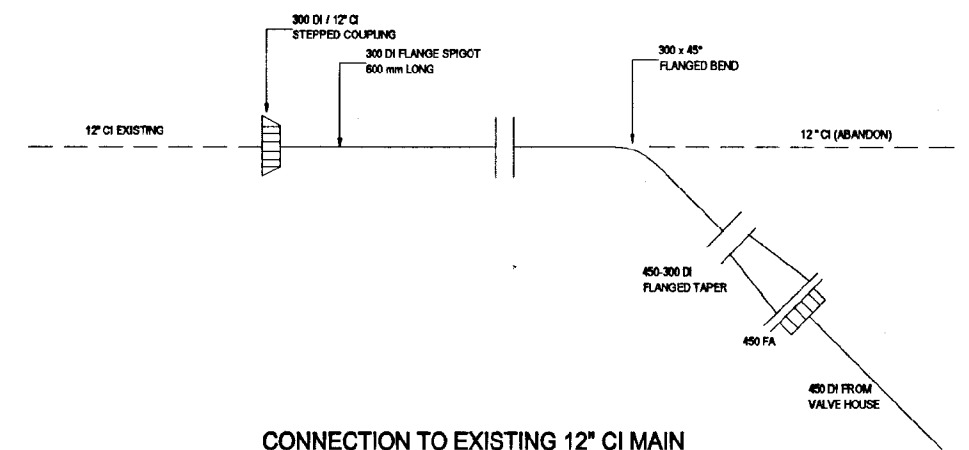 300 DI / 12" CI
STEPPED COUPLING
300 DI FLANGE SPIGOT
600 mm LONG
300 x 45°
FLANGED BEND
12" CI EXISTING
12" CI (ABANDON)
450-300 DI
FLANGED TAPER
450 FA
450 DI FROM
VALVE HOUSE
CONNECTION TO EXISTING 12" CI MAIN